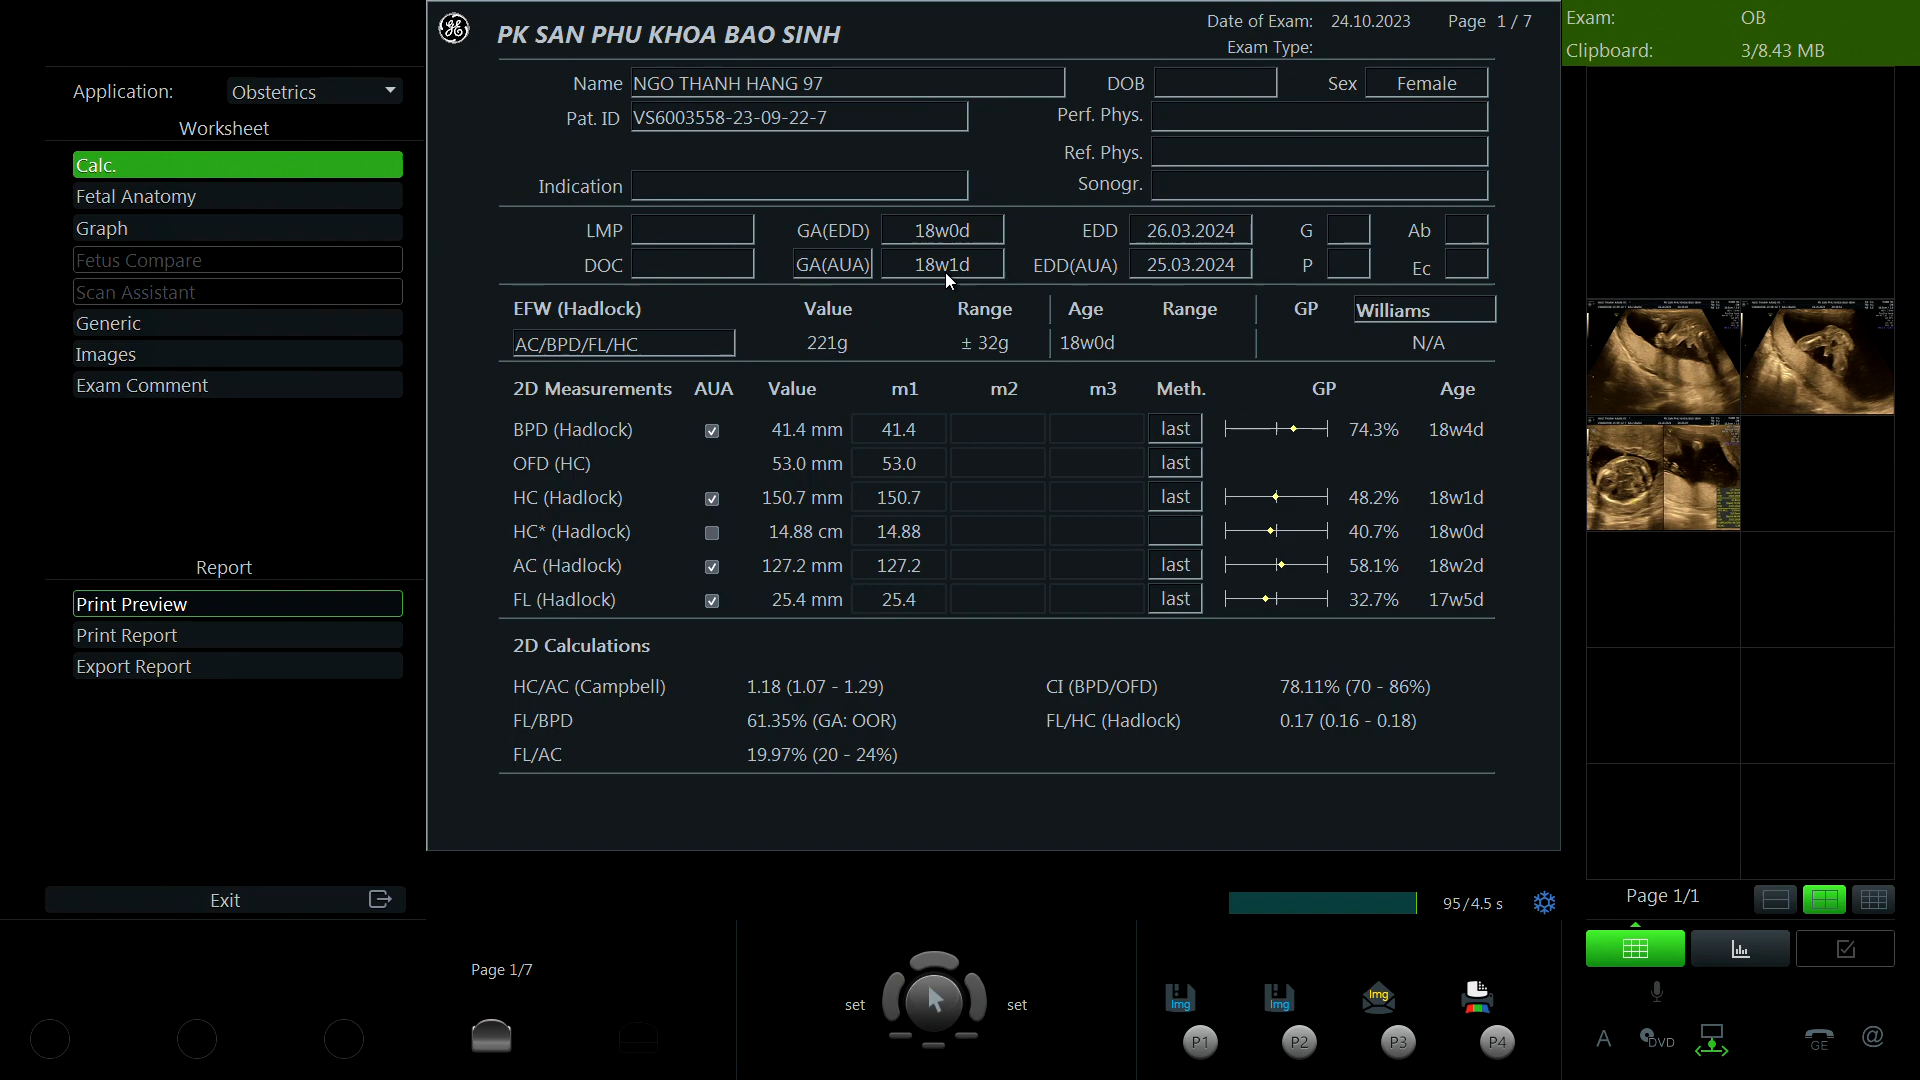 PK SAN PHU KHOA BAO SINH
Date of Exam: 24.10.2023 Page 1 / 7
Exam Type:
Exam: OB
Clipboard: 3/8.43 MB
Application: Obstetrics
Worksheet
Calc.
Fetal Anatomy
Graph
Fetus Compare
Scan Assistant
Generic
Images
Exam Comment
Report
Print Preview
Print Report
Export Report
Exit
Name NGO THANH HANG 97 DOB Sex Female
Pat. ID VS6003558-23-09-22-7 Perf. Phys.
Ref. Phys.
Indication Sonogr.
LMP GA(EDD) 18w0d EDD 26.03.2024 G Ab
DOC GA(AUA) 18w1d EDD(AUA) 25.03.2024 P Ec
EFW (Hadlock) Value Range Age Range GP Williams
AC/BPD/FL/HC 221g ± 32g 18w0d N/A
2D Measurements AUA Value m1 m2 m3 Meth. GP Age
BPD (Hadlock) 41.4 mm 41.4 last 74.3% 18w4d
OFD (HC) 53.0 mm 53.0 last
HC (Hadlock) 150.7 mm 150.7 last 48.2% 18w1d
HC* (Hadlock) 14.88 cm 14.88 40.7% 18w0d
AC (Hadlock) 127.2 mm 127.2 last 58.1% 18w2d
FL (Hadlock) 25.4 mm 25.4 last 32.7% 17w5d
2D Calculations
HC/AC (Campbell) 1.18 (1.07 - 1.29) CI (BPD/OFD) 78.11% (70 - 86%)
FL/BPD 61.35% (GA: OOR) FL/HC (Hadlock) 0.17 (0.16 - 0.18)
FL/AC 19.97% (20 - 24%)
95/4.5 s
Page 1/1
Page 1/7
set set
Img Img Img
P1 P2 P3 P4
A DVD GE @